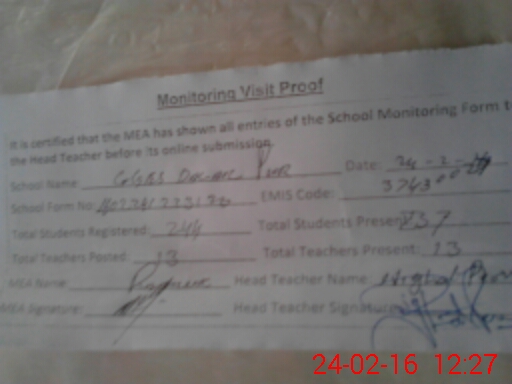 Monitoring Visit Proof
It is certified that the MEA has shown all entries of the School Monitoring Form to
the Head Teacher before its online submission.
School Name: Date: 24-2-
School Form No: EMIS Code:
Total Students Registered: 244 Total Students Present: 237
Total Teachers Posted: 13 Total Teachers Present: 13
MEA Name Head Teacher Name:
MEA Signature: Head Teacher Signature
24-02-16 12:27